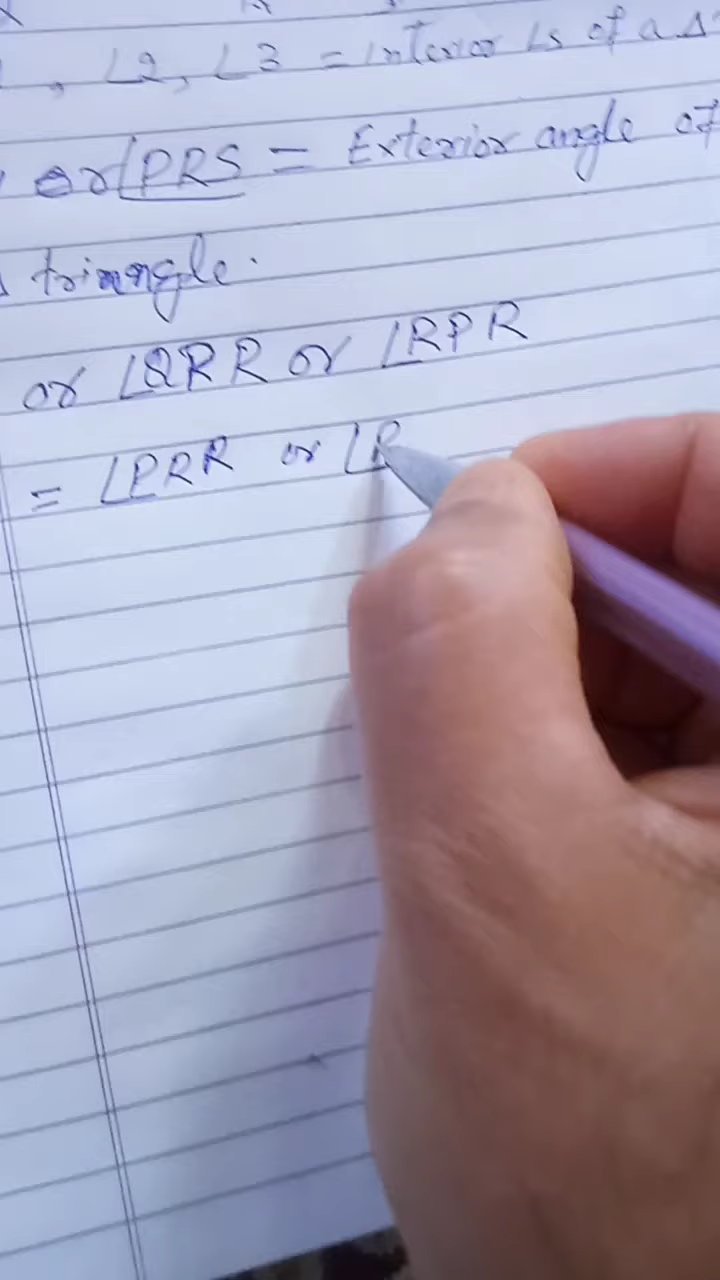 , ∠2, ∠3 = Interior ∠s of a Δ
or ∠PRS = Exterior angle of
triangle.
or ∠QRR or ∠RPR
= ∠PRR or ∠R